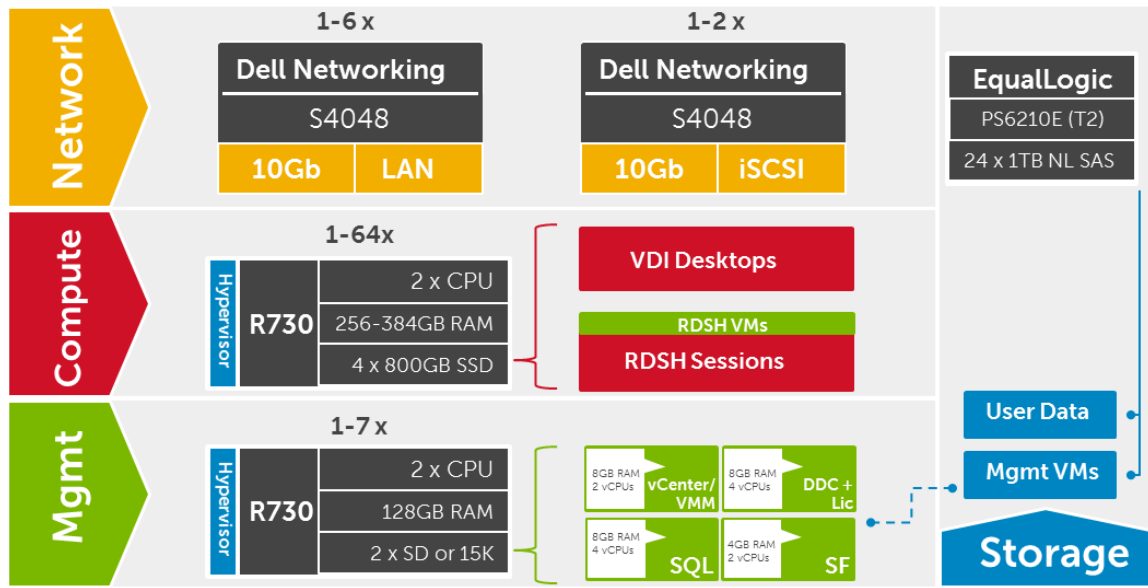 Network
1-6 x
Dell Networking
S4048
10Gb
LAN
1-2 x
Dell Networking
S4048
10Gb
iSCSI
EqualLogic
PS6210E (T2)
24 x 1TB NL SAS
Compute
1-64x
Hypervisor
R730
2 x CPU
256-384GB RAM
4 x 800GB SSD
VDI Desktops
RDSH VMs
RDSH Sessions
Mgmt
1-7 x
Hypervisor
R730
2 x CPU
128GB RAM
2 x SD or 15K
8GB RAM
2 vCPUs
vCenter/
VMM
8GB RAM
4 vCPUs
DDC +
Lic
8GB RAM
4 vCPUs
SQL
4GB RAM
2 vCPUs
SF
User Data
Mgmt VMs
Storage